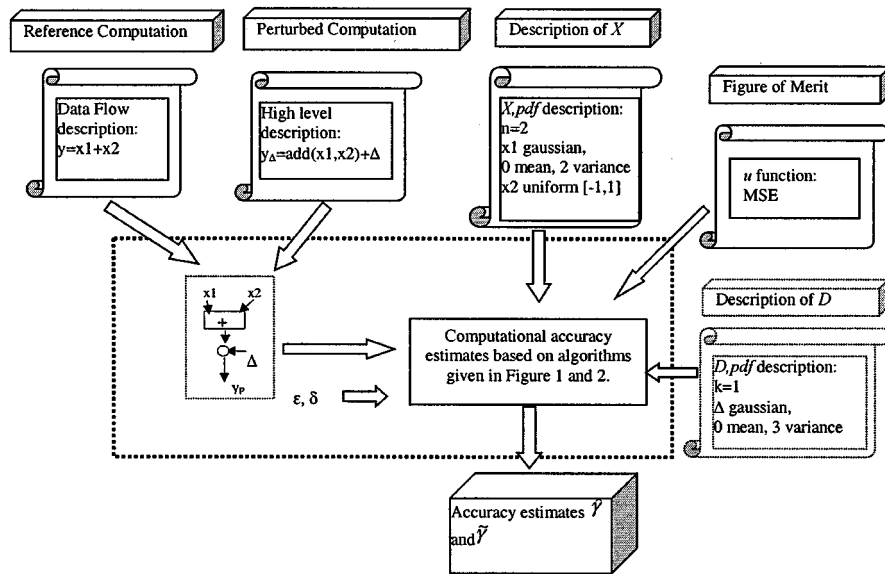 Reference Computation
Perturbed Computation
Description of X
Figure of Merit
Data Flow
description:
y=x1+x2
High level
description:
y_Δ=add(x1,x2)+Δ
X,pdf description:
n=2
x1 gaussian,
0 mean, 2 variance
x2 uniform [-1,1]
u function:
MSE
x1 x2
+
Δ
y_p
ε, δ
Computational accuracy
estimates based on algorithms
given in Figure 1 and 2.
Description of D
D,pdf description:
k=1
Δ gaussian,
0 mean, 3 variance
Accuracy estimates γ̂
and γ̃